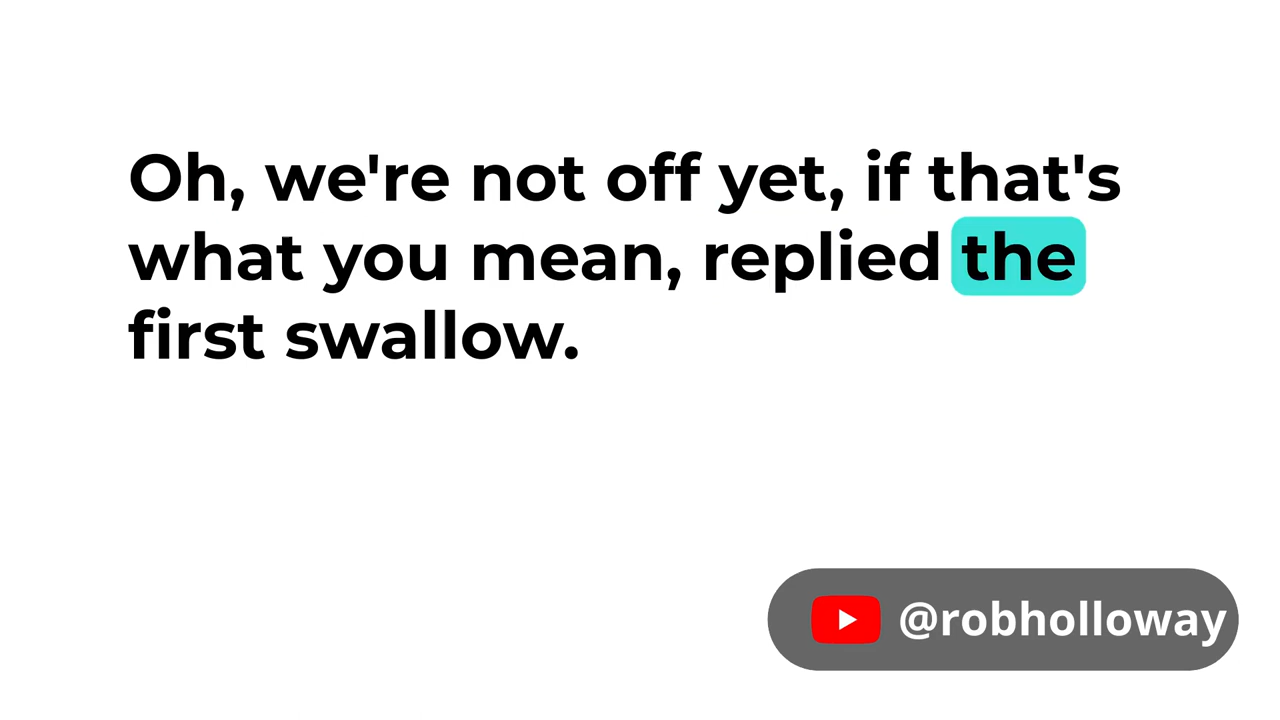 Oh, we're not off yet, if that's
what you mean, replied the
first swallow.
@robholloway